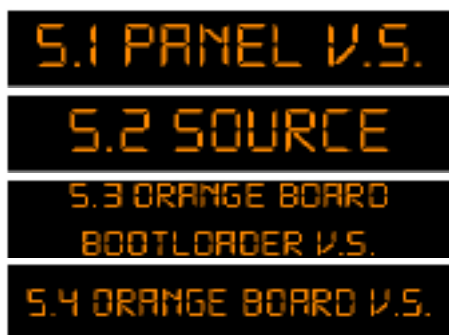 5.1 PANEL V.S.
5.2 SOURCE
5.3 ORANGE BOARD
BOOTLOADER V.S.
5.4 ORANGE BOARD V.S.